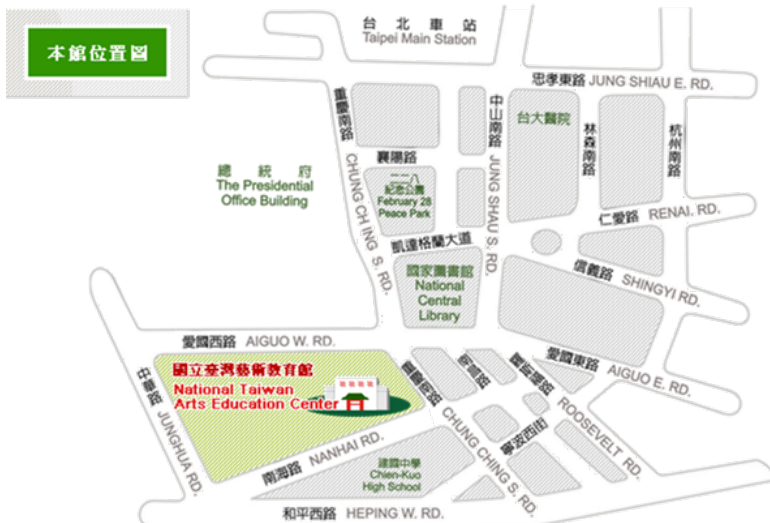 本館位置圖
台北車站
Taipei Main Station
忠孝東路 JUNG SHIAU E. RD.
重慶南路
CHUNG CH ING S. RD.
中山南路
JUNG SHAU S. RD.
台大醫院
林森南路
杭州南路
襄陽路
總統府
The Presidential
Office Building
二二八
紀念公園
February 28
Peace Park
仁愛路 RENAI. RD.
凱達格蘭大道
國家圖書館
National
Central
Library
信義路 SHINGYI RD.
愛國西路 AIGUO W. RD.
愛國東路 AIGUO E. RD.
中華路 JUNGHUA RD.
國立臺灣藝術教育館
National Taiwan
Arts Education Center
CHUNG CHING S. RD.
ROOSEVELT RD.
寧波西街
南海路 NANHAI RD.
建國中學
Chien-Kuo
High School
和平西路 HEPING W. RD.